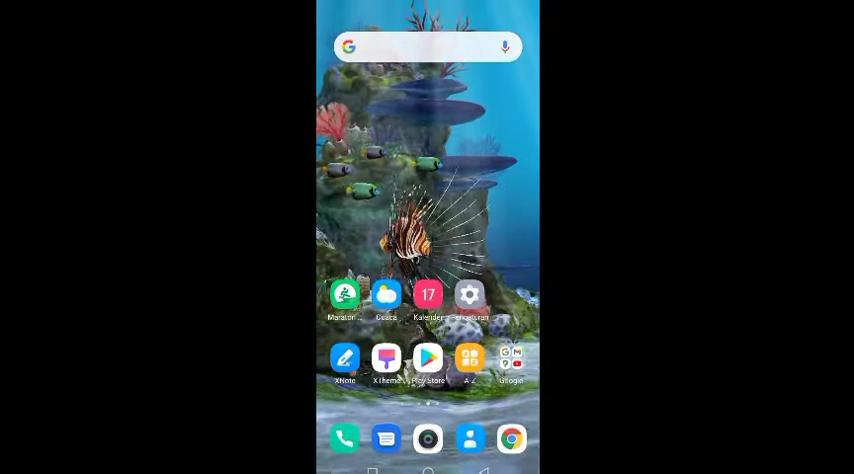 17
Maraton...
Cuaca
Kalender
Pengaturan
XNote
XTheme
Play Store
A-Z
Google